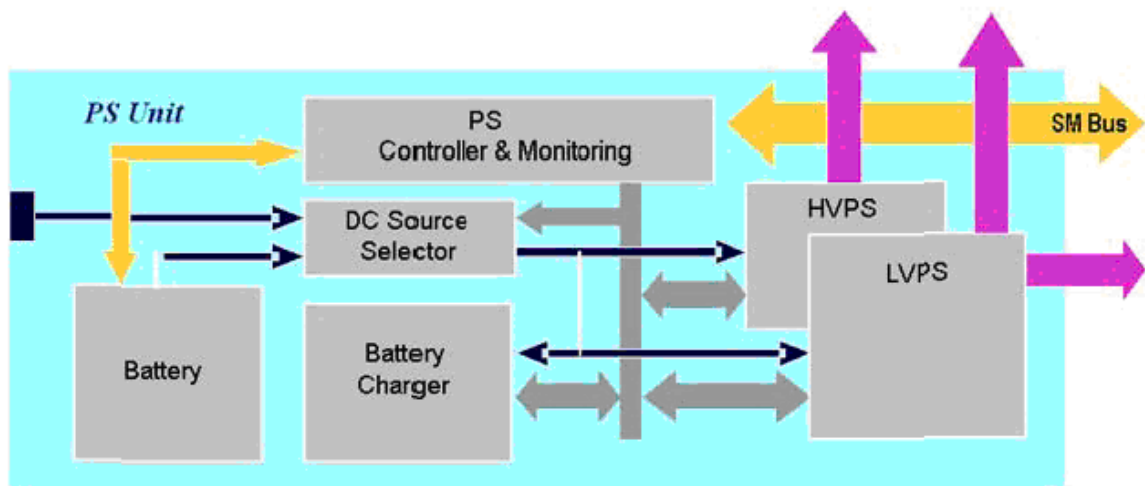 PS Unit
PS
Controller & Monitoring
SM Bus
HVPS
DC Source
Selector
LVPS
Battery
Battery
Charger